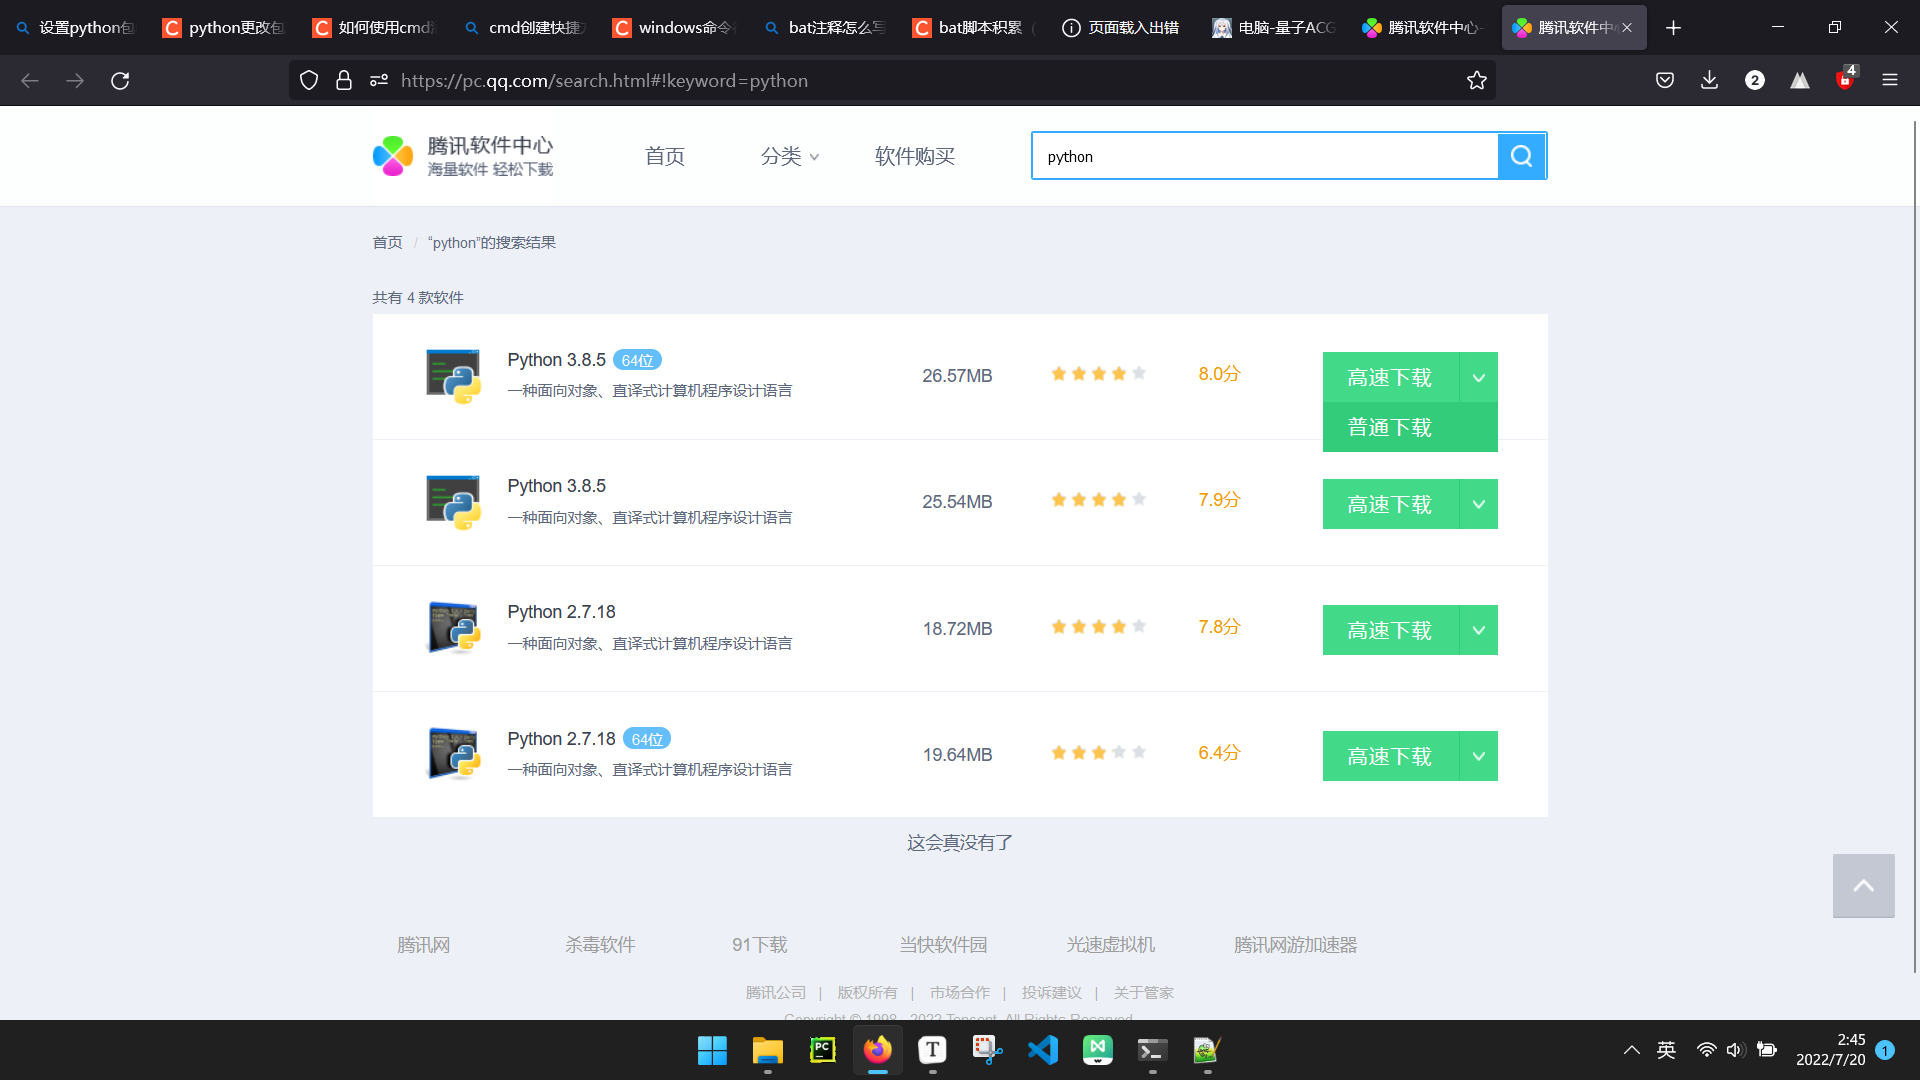 设置python包
python更改包
如何使用cmd
cmd创建快捷
windows命令
bat注释怎么写
bat脚本积累
页面载入出错
电脑-量子ACG
腾讯软件中心-
腾讯软件中
https://pc.qq.com/search.html#!keyword=python
2
4
腾讯软件中心
海量软件 轻松下载
首页
分类
软件购买
python
首页 / “python”的搜索结果
共有 4 款软件
Python 3.8.5 64位
一种面向对象、直译式计算机程序设计语言
26.57MB
8.0分
高速下载
普通下载
Python 3.8.5
一种面向对象、直译式计算机程序设计语言
25.54MB
7.9分
高速下载
Python 2.7.18
一种面向对象、直译式计算机程序设计语言
18.72MB
7.8分
高速下载
Python 2.7.18 64位
一种面向对象、直译式计算机程序设计语言
19.64MB
6.4分
高速下载
这会真没有了
腾讯网 杀毒软件 91下载 当快软件园 光速虚拟机 腾讯网游加速器
腾讯公司 | 版权所有 | 市场合作 | 投诉建议 | 关于管家
Copyright © 1998 - 2022 Tencent. All Rights Reserved.
PC
T
英
2:45
2022/7/20
1